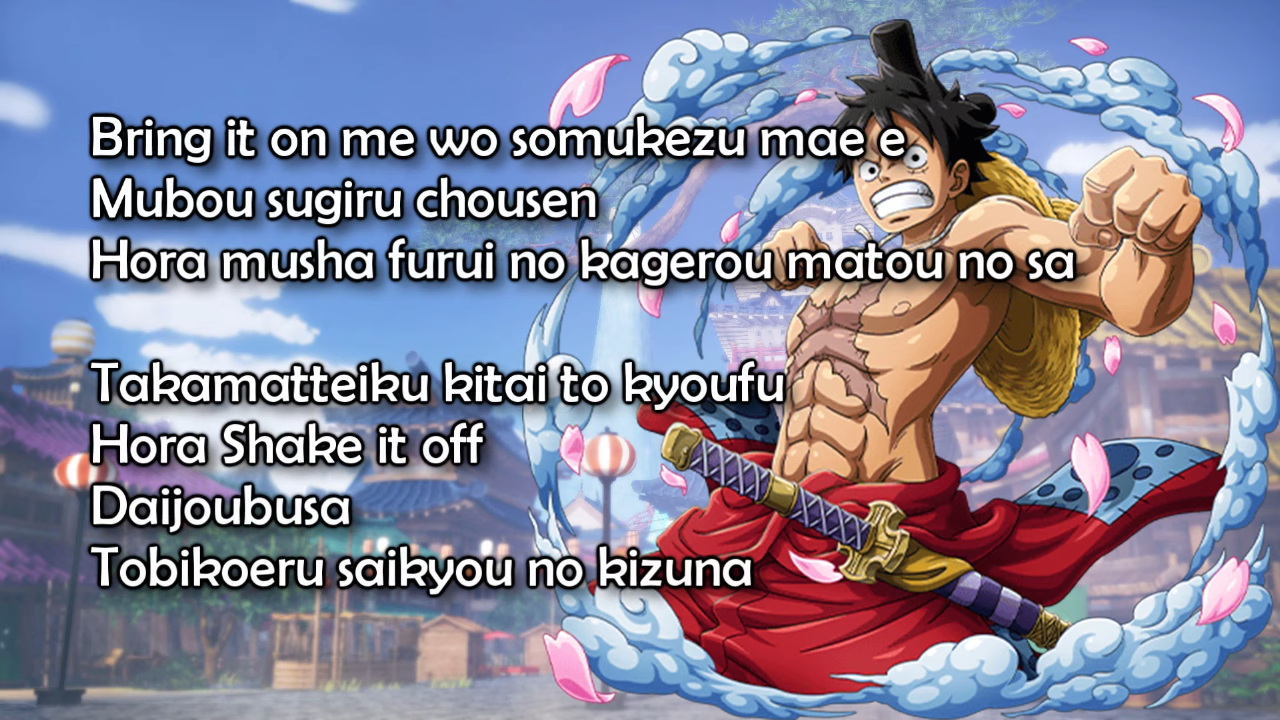 Bring it on me wo somukezu mae e
Mubou sugiru chousen
Hora musha furui no kagerou matou no sa
Takamatteiku kitai to kyoufu
Hora Shake it off
Daijoubusa
Tobikoeru saikyou no kizuna